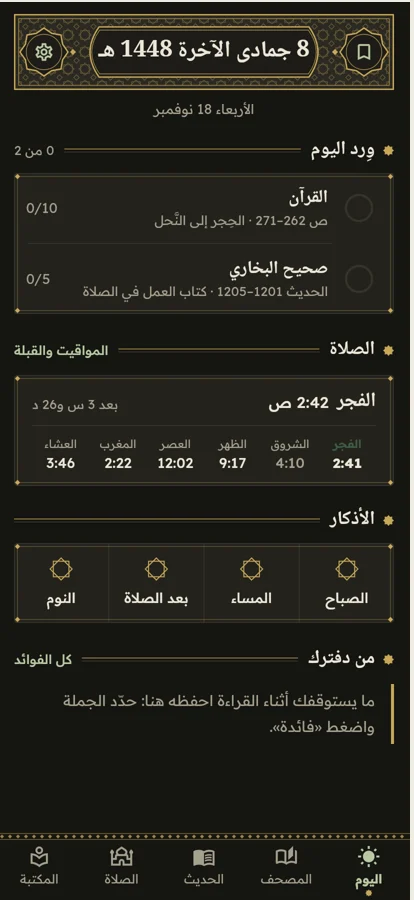 8 جمادى الآخرة 1448 هـ
الأربعاء 18 نوفمبر
وِرد اليوم
0 من 2
القرآن
0/10
ص 262–271 · الحِجر إلى النَّحل
صحيح البخاري
0/5
الحديث 1201–1205 · كتاب العمل في الصلاة
الصلاة
المواقيت والقبلة
الفجر 2:42 ص
بعد 3 س و26 د
الفجر الشروق الظهر العصر المغرب العشاء
2:41 4:10 9:17 12:02 2:22 3:46
الأذكار
الصباح المساء بعد الصلاة النوم
من دفترك
كل الفوائد
ما يستوقفك أثناء القراءة احفظه هنا: حدّد الجملة
واضغط «فائدة».
اليوم المصحف الحديث الصلاة المكتبة